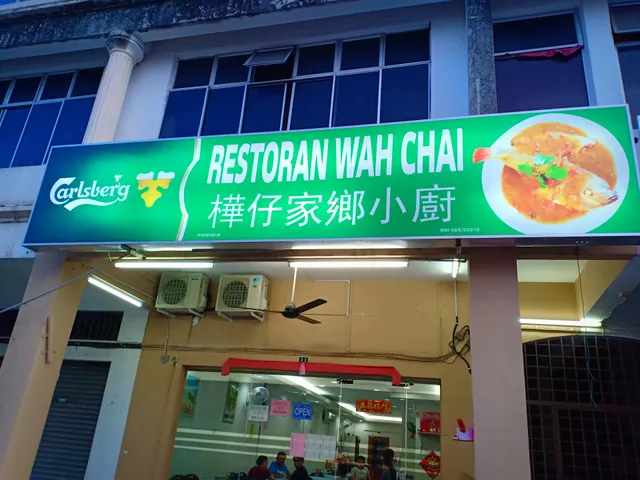 Carlsberg
RESTORAN WAH CHAI
樺仔家鄉小廚
OPEN